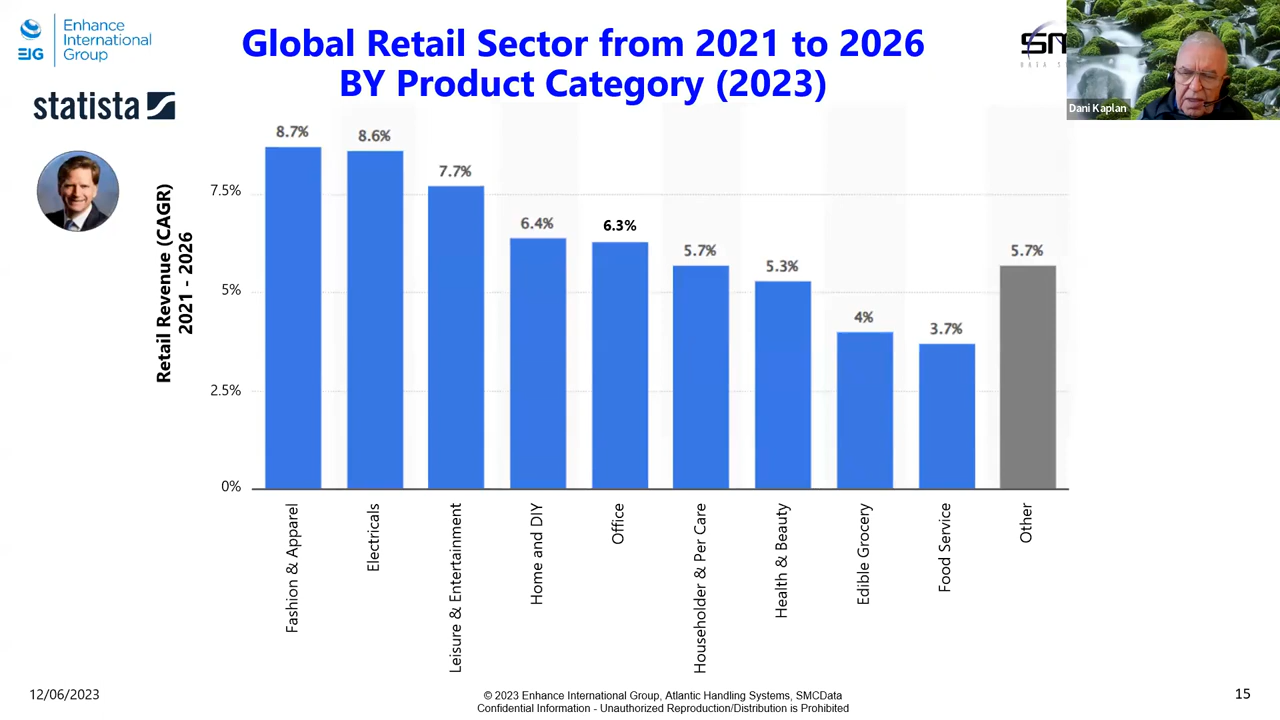 Enhance
International
Group
EIG
Global Retail Sector from 2021 to 2026
BY Product Category (2023)
Dani Kaplan
statista
Retail Revenue (CAGR)
2021 - 2026
7.5%
5%
2.5%
0%
8.7%
8.6%
7.7%
6.4%
6.3%
5.7%
5.3%
4%
3.7%
5.7%
Fashion & Apparel
Electricals
Leisure & Entertainment
Home and DIY
Office
Householder & Per Care
Health & Beauty
Edible Grocery
Food Service
Other
12/06/2023
© 2023 Enhance International Group, Atlantic Handling Systems, SMCData
Confidential Information - Unauthorized Reproduction/Distribution is Prohibited
15